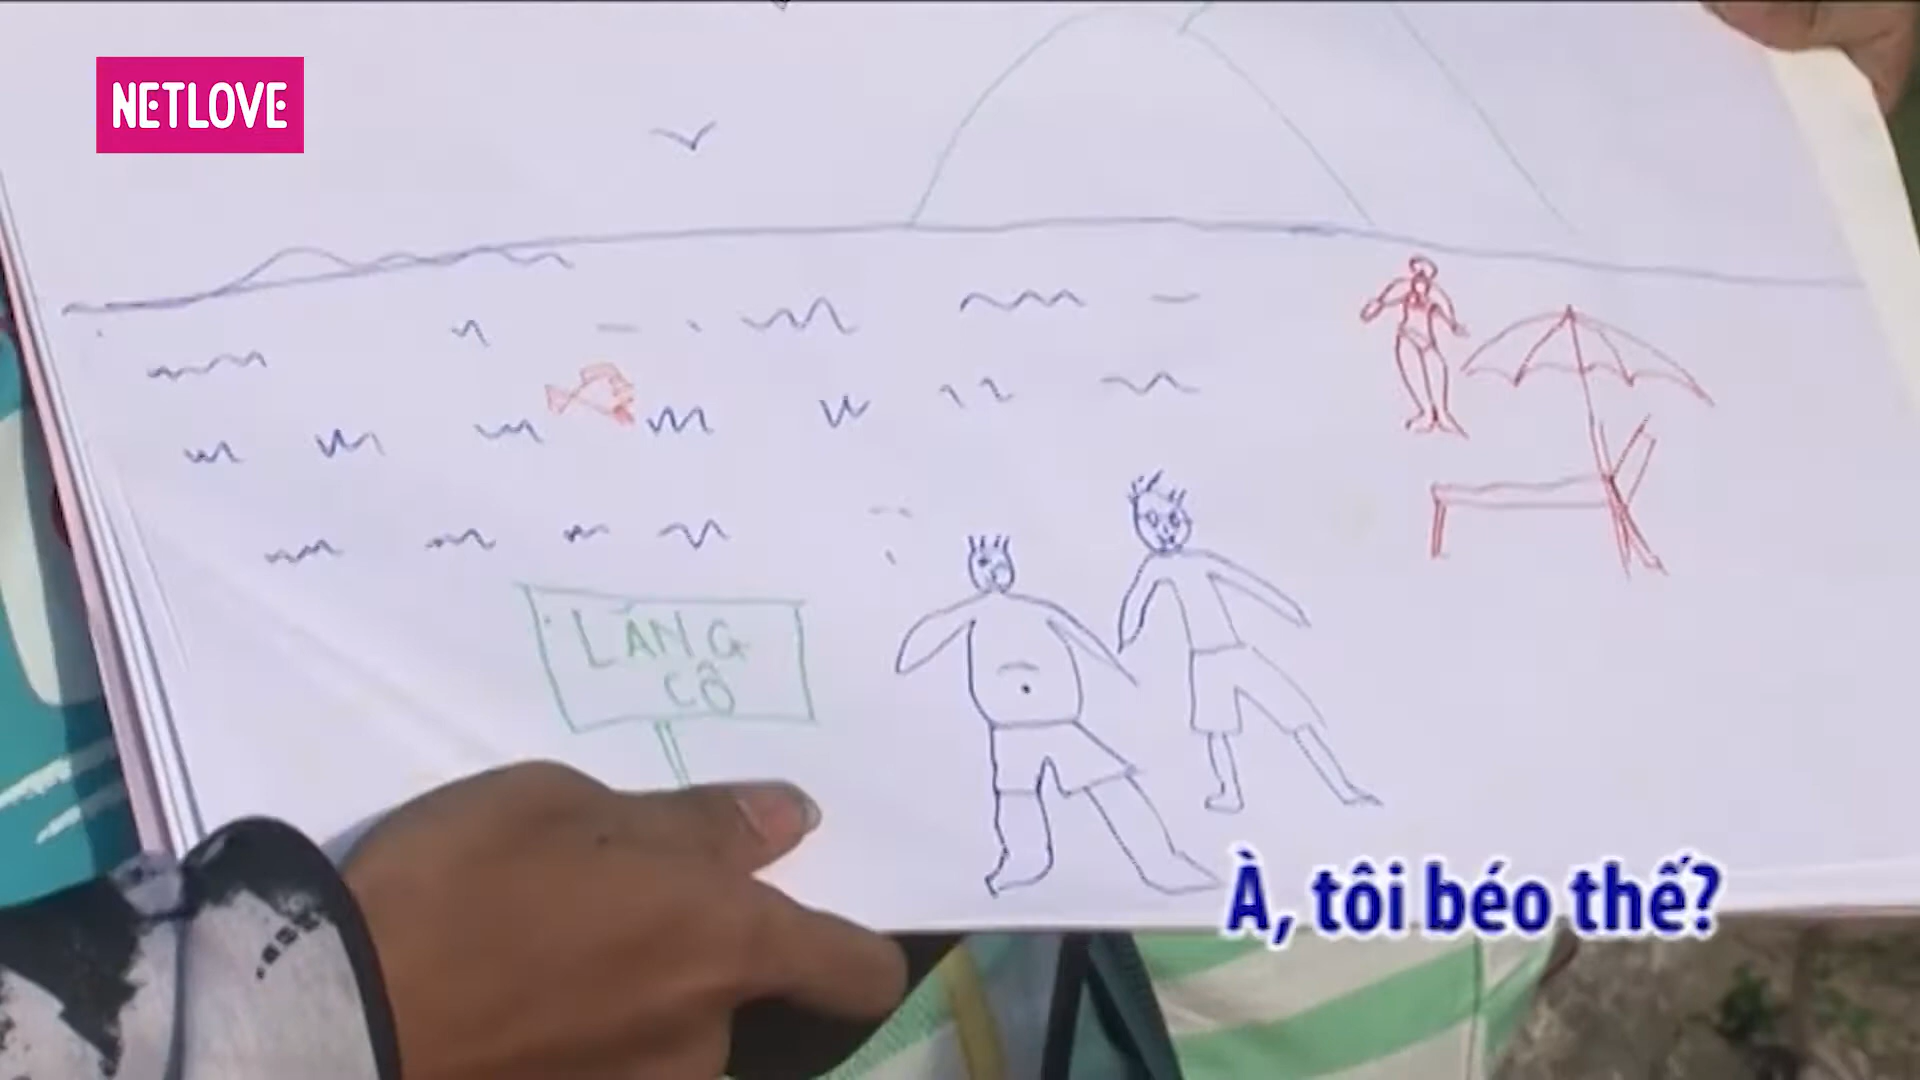 NETLOVE
LĂNG
CÔ
À, tôi béo thế?